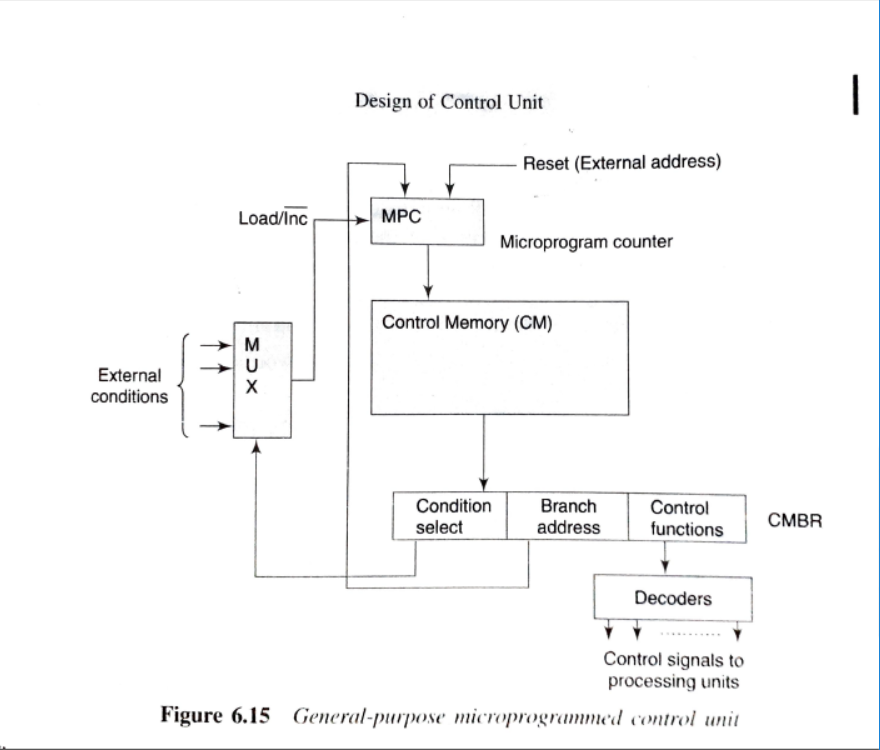 Design of Control Unit
Reset (External address)
Load/Inc
MPC
Microprogram counter
Control Memory (CM)
M
U
X
External
conditions
Condition
select
Branch
address
Control
functions
CMBR
Decoders
Control signals to
processing units
Figure 6.15 General-purpose microprogrammed control unit